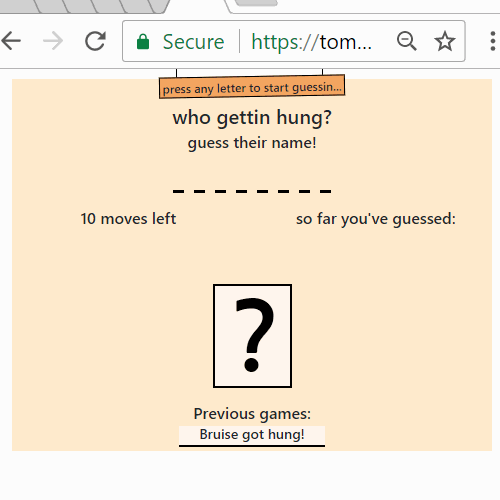 Secure https://tom...
press any letter to start guessin...
who gettin hung?
guess their name!
10 moves left so far you've guessed:
?
Previous games:
Bruise got hung!